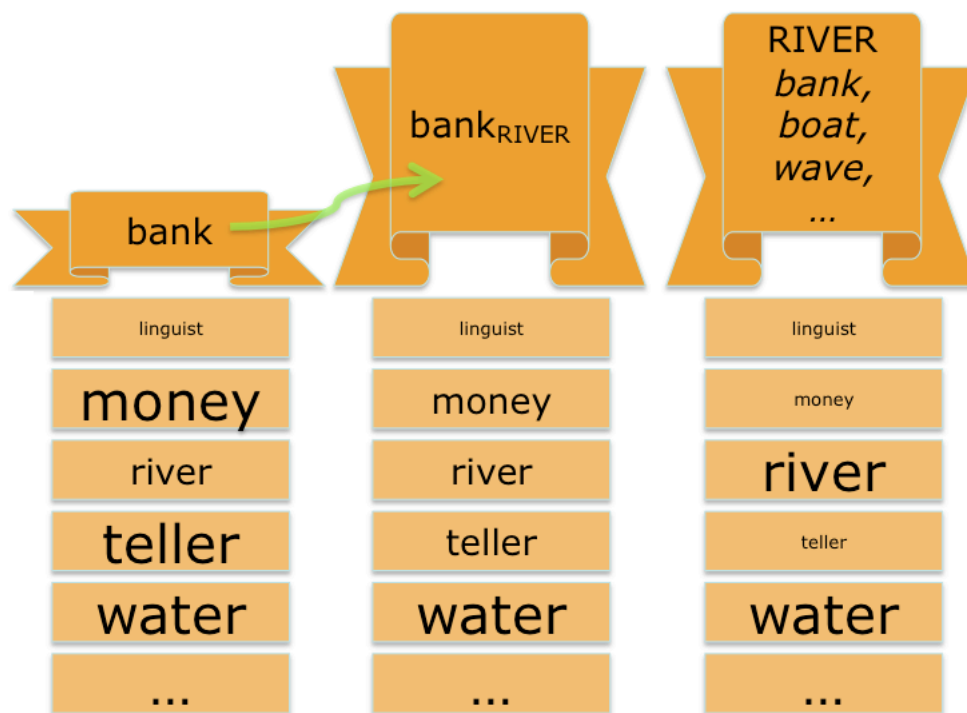 bank
linguist
money
river
teller
water
...
bankRIVER
linguist
money
river
teller
water
...
RIVER
bank,
boat,
wave,
...
linguist
money
river
teller
water
...